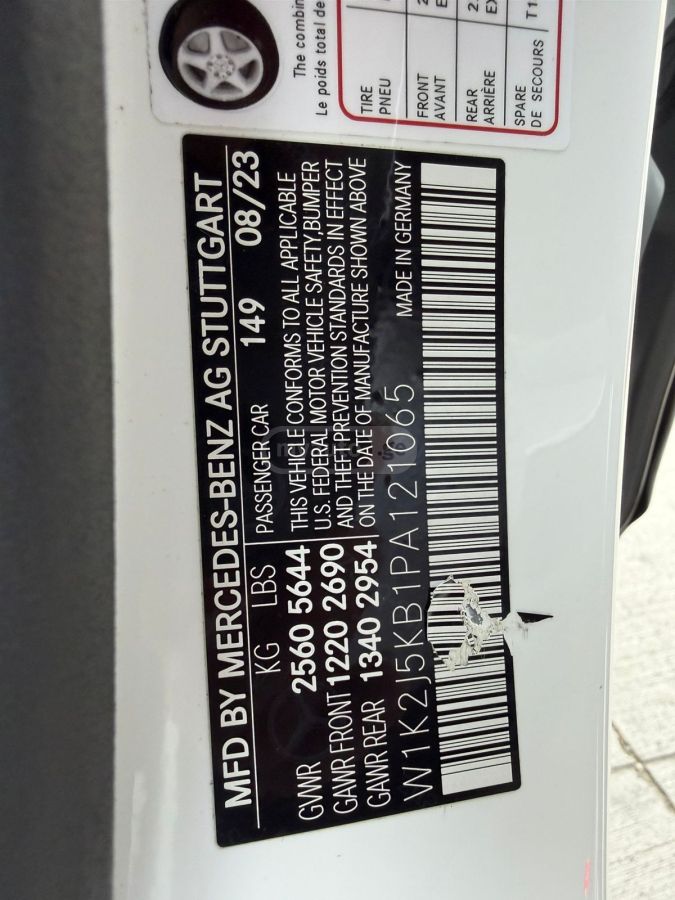 The combin
Le poids total de
TIRE
PNEU
FRONT
AVANT
REAR
ARRIÈRE
SPARE
DE SECOURS
MFD BY MERCEDES-BENZ AG STUTTGART
KG LBS PASSENGER CAR 149 08/23
GVWR 2560 5644 THIS VEHICLE CONFORMS TO ALL APPLICABLE
GAWR FRONT 1220 2690 U.S. FEDERAL MOTOR VEHICLE SAFETY,BUMPER
GAWR REAR 1340 2954 AND THEFT PREVENTION STANDARDS IN EFFECT
ON THE DATE OF MANUFACTURE SHOWN ABOVE
W1K2J5KB1PA121065 MADE IN GERMANY